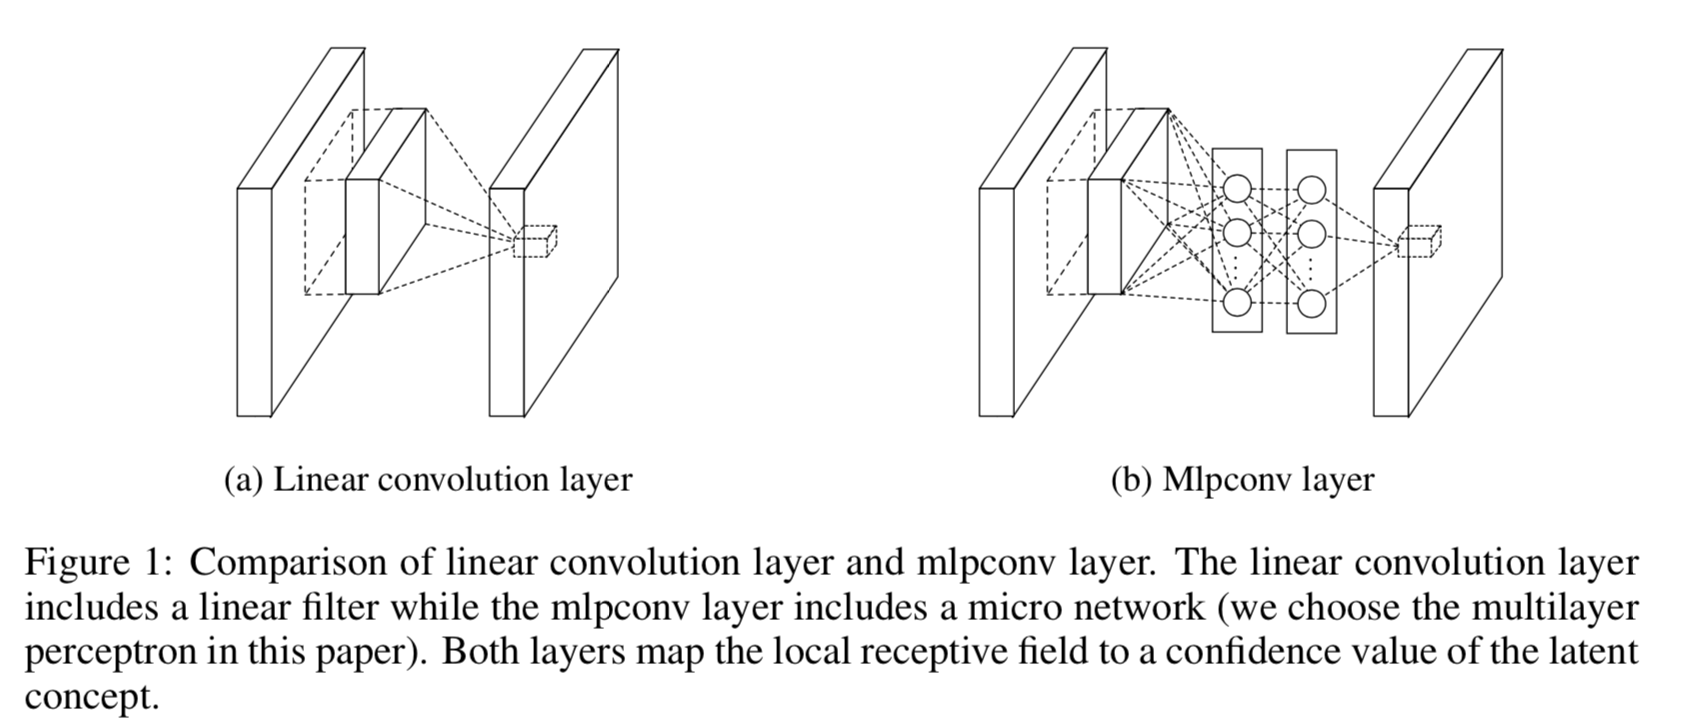 (a) Linear convolution layer
(b) Mlpconv layer
Figure 1: Comparison of linear convolution layer and mlpconv layer. The linear convolution layer
includes a linear filter while the mlpconv layer includes a micro network (we choose the multilayer
perceptron in this paper). Both layers map the local receptive field to a confidence value of the latent
concept.